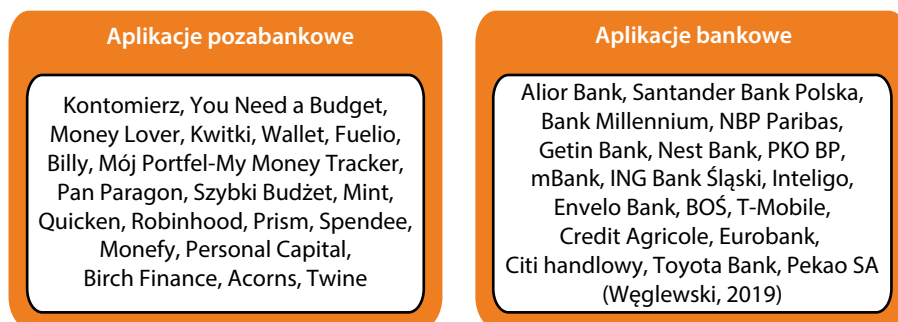 Aplikacje pozabankowe
Kontomierz, You Need a Budget,
Money Lover, Kwitki, Wallet, Fuelio,
Billy, Mój Portfel-My Money Tracker,
Pan Paragon, Szybki Budżet, Mint,
Quicken, Robinhood, Prism, Spendee,
Monefy, Personal Capital,
Birch Finance, Acorns, Twine
Aplikacje bankowe
Alior Bank, Santander Bank Polska,
Bank Millennium, NBP Paribas,
Getin Bank, Nest Bank, PKO BP,
mBank, ING Bank Śląski, Inteligo,
Envelo Bank, BOŚ, T-Mobile,
Credit Agricole, Eurobank,
Citi handlowy, Toyota Bank, Pekao SA
(Węglewski, 2019)